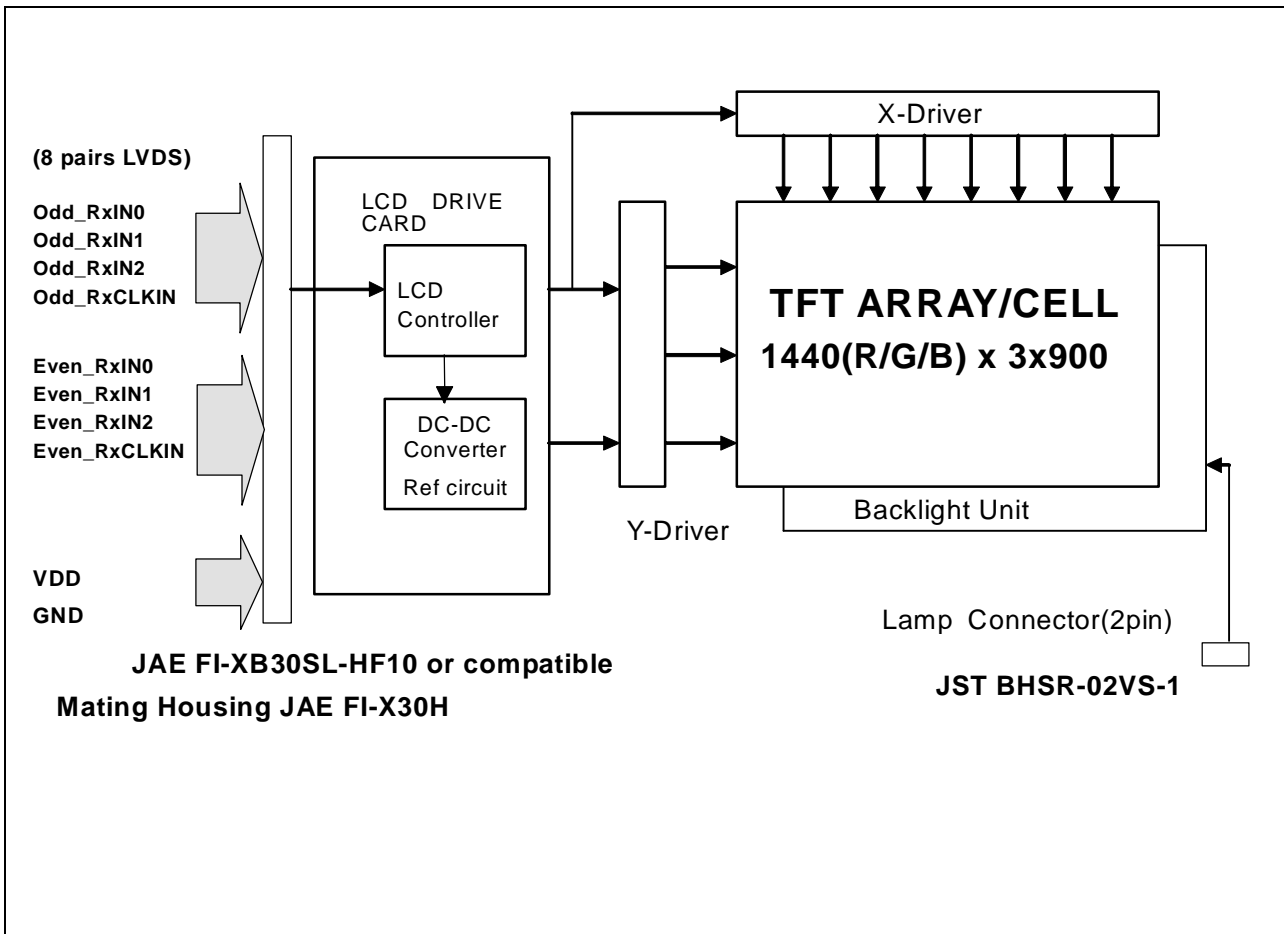 X-Driver
(8 pairs LVDS)
Odd_RxIN0
Odd_RxIN1
Odd_RxIN2
Odd_RxCLKIN
Even_RxIN0
Even_RxIN1
Even_RxIN2
Even_RxCLKIN
VDD
GND
LCD DRIVE
CARD
LCD
Controller
DC-DC
Converter
Ref circuit
Y-Driver
TFT ARRAY/CELL
1440(R/G/B) x 3x900
Backlight Unit
Lamp Connector(2pin)
JST BHSR-02VS-1
JAE FI-XB30SL-HF10 or compatible
Mating Housing JAE FI-X30H